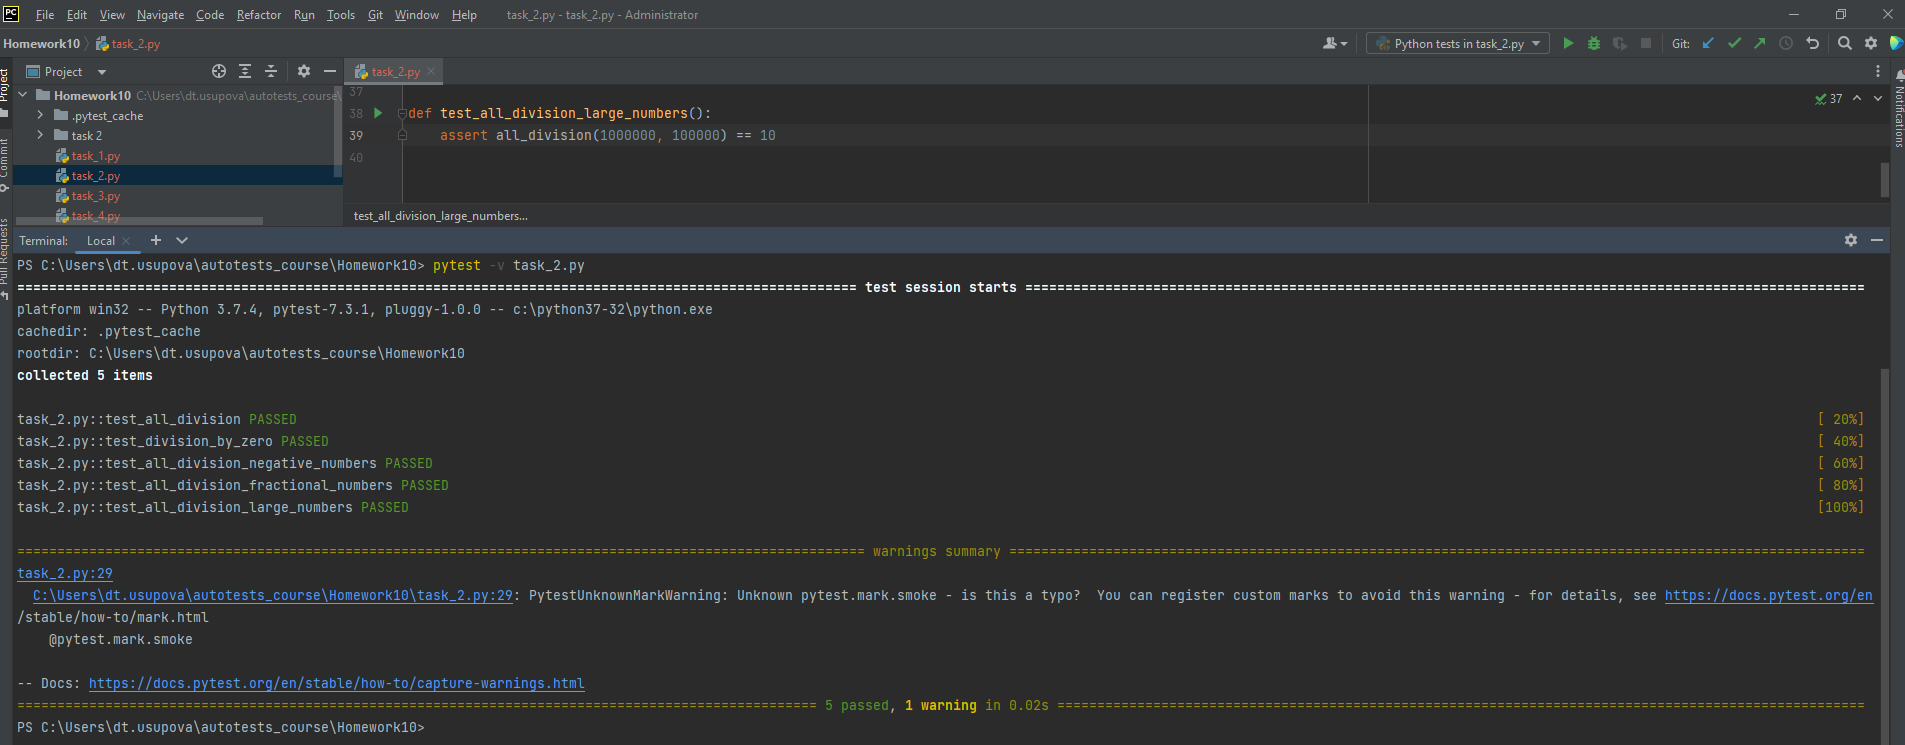 PC File Edit View Navigate Code Refactor Run Tools Git Window Help task_2.py - task_2.py - Administrator
Homework10 task_2.py Python tests in task_2.py Git:
Project task_2.py
Project
Commit
Pull Requests
Notifications
Homework10 C:\Users\dt.usupova\autotests_course\
.pytest_cache
task 2
task_1.py
task_2.py
task_3.py
task_4.py
37
38 def test_all_division_large_numbers():
39 assert all_division(1000000, 100000) == 10
40
37
test_all_division_large_numbers...
Terminal: Local
PS C:\Users\dt.usupova\autotests_course\Homework10> pytest -v task_2.py
test session starts
platform win32 -- Python 3.7.4, pytest-7.3.1, pluggy-1.0.0 -- c:\python37-32\python.exe
cachedir: .pytest_cache
rootdir: C:\Users\dt.usupova\autotests_course\Homework10
collected 5 items
task_2.py::test_all_division PASSED [ 20%]
task_2.py::test_division_by_zero PASSED [ 40%]
task_2.py::test_all_division_negative_numbers PASSED [ 60%]
task_2.py::test_all_division_fractional_numbers PASSED [ 80%]
task_2.py::test_all_division_large_numbers PASSED [100%]
warnings summary
task_2.py:29
C:\Users\dt.usupova\autotests_course\Homework10\task_2.py:29: PytestUnknownMarkWarning: Unknown pytest.mark.smoke - is this a typo?  You can register custom marks to avoid this warning - for details, see https://docs.pytest.org/en
/stable/how-to/mark.html
@pytest.mark.smoke
-- Docs: https://docs.pytest.org/en/stable/how-to/capture-warnings.html
5 passed, 1 warning in 0.02s
PS C:\Users\dt.usupova\autotests_course\Homework10>